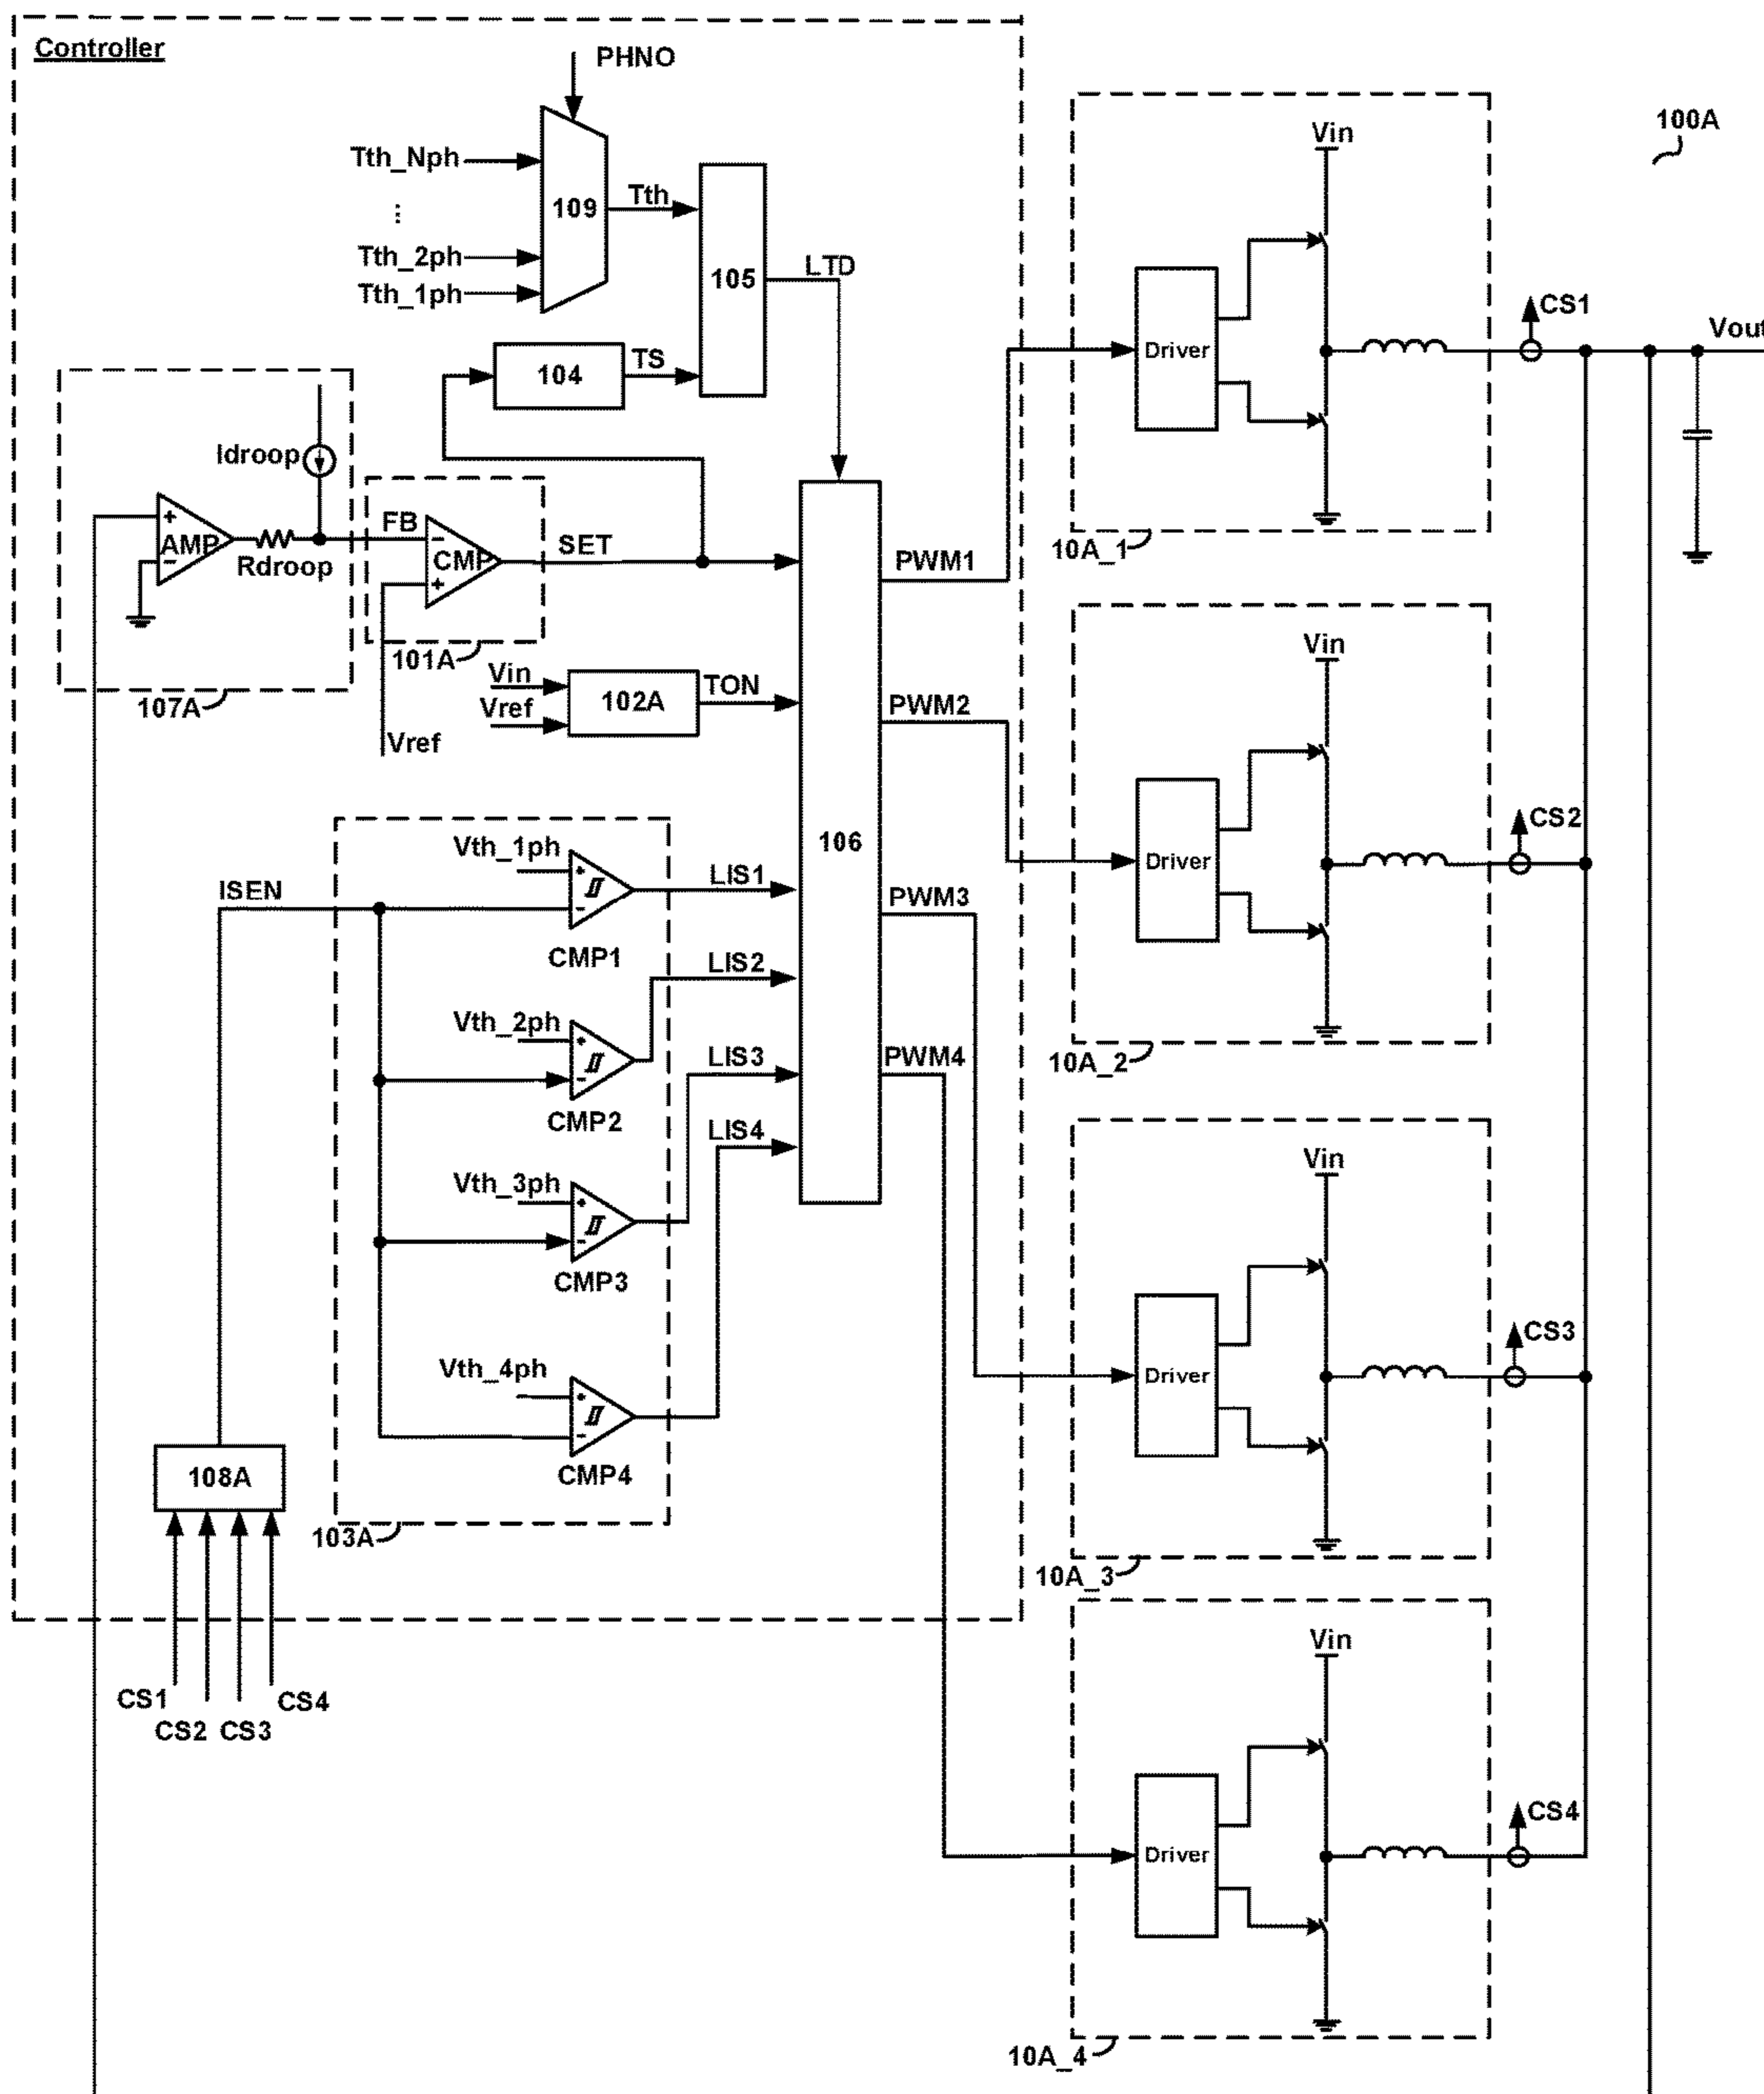 Controller
PHNO
100A
Tth_Nph
...
Tth_2ph
Tth_1ph
109
Tth
105
LTD
104
TS
Idroop
AMP
Rdroop
107A
FB
CMP
SET
101A
Vref
Vin
Vref
102A
TON
106
PWM1
PWM2
PWM3
PWM4
ISEN
Vth_1ph
CMP1
LIS1
Vth_2ph
CMP2
LIS2
Vth_3ph
CMP3
LIS3
Vth_4ph
CMP4
LIS4
103A
108A
CS1
CS2
CS3
CS4
Vin
Driver
CS1
Vout
10A_1
Vin
Driver
CS2
10A_2
Vin
Driver
CS3
10A_3
Vin
Driver
CS4
10A_4